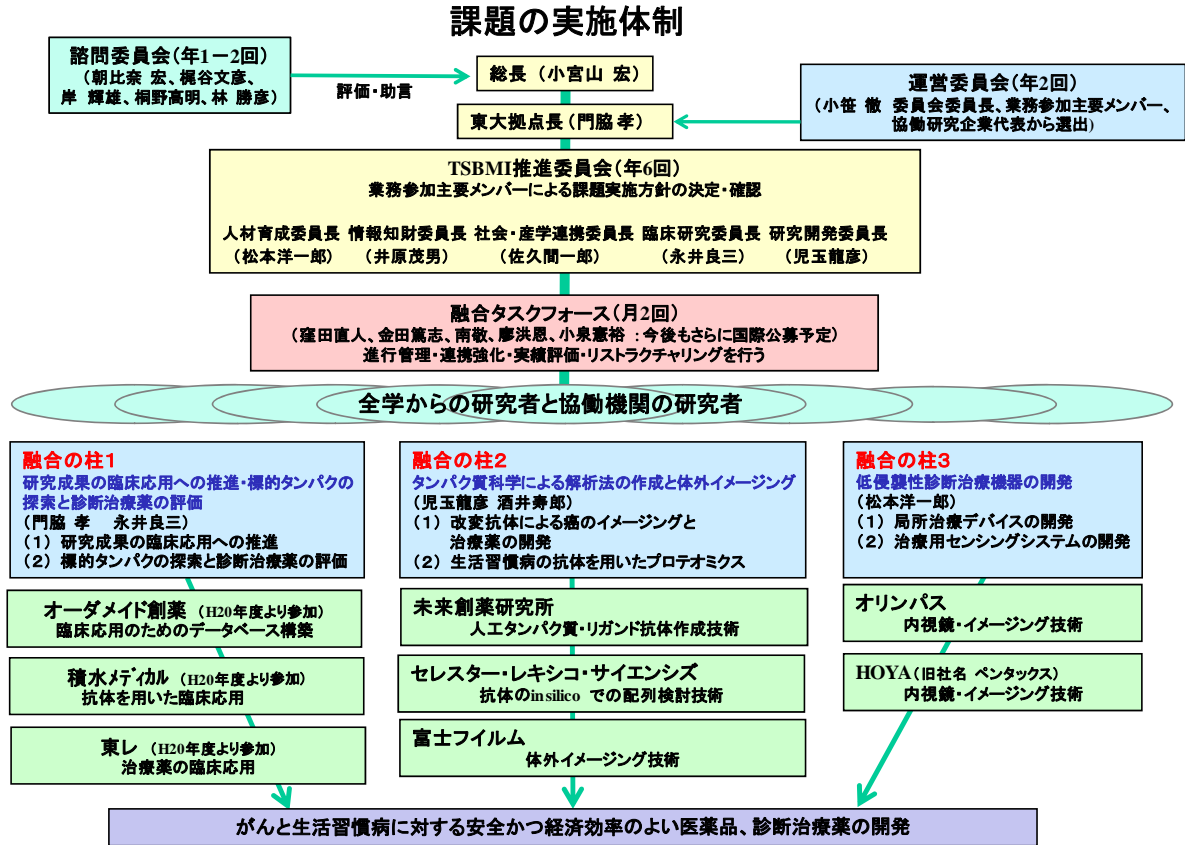 課題の実施体制
諮問委員会(年1－2回)
(朝比奈 宏、梶谷文彦、
岸 輝雄、桐野高明、林 勝彦)
評価・助言
総長 (小宮山 宏)
東大拠点長(門脇 孝)
運営委員会(年2回)
(小笹 徹 委員会委員長、業務参加主要メンバー、
協働研究企業代表から選出)
TSBMI推進委員会(年6回)
業務参加主要メンバーによる課題実施方針の決定・確認
人材育成委員長 情報知財委員長 社会・産学連携委員長 臨床研究委員長 研究開発委員長
(松本洋一郎) (井原茂男) (佐久間一郎) (永井良三) (児玉龍彦)
融合タスクフォース(月2回)
(窪田直人、金田篤志、南敬、廖洪恩、小泉憲裕 :今後もさらに国際公募予定)
進行管理・連携強化・実績評価・リストラクチャリングを行う
全学からの研究者と協働機関の研究者
融合の柱1
研究成果の臨床応用への推進・標的タンパクの
探索と診断治療薬の評価
(門脇 孝 永井良三)
(1) 研究成果の臨床応用への推進
(2) 標的タンパクの探索と診断治療薬の評価
オーダメイド創薬 (H20年度より参加)
臨床応用のためのデータベース構築
積水メディカル (H20年度より参加)
抗体を用いた臨床応用
東レ (H20年度より参加)
治療薬の臨床応用
融合の柱2
タンパク質科学による解析法の作成と体外イメージング
(児玉龍彦 酒井寿郎)
(1) 改変抗体による癌のイメージングと
治療薬の開発
(2) 生活習慣病の抗体を用いたプロテオミクス
未来創薬研究所
人工タンパク質・リガンド抗体作成技術
セレスター・レキシコ・サイエンシズ
抗体のinsilico での配列検討技術
富士フイルム
体外イメージング技術
融合の柱3
低侵襲性診断治療機器の開発
(松本洋一郎)
(1) 局所治療デバイスの開発
(2) 治療用センシングシステムの開発
オリンパス
内視鏡・イメージング技術
HOYA(旧社名 ペンタックス)
内視鏡・イメージング技術
がんと生活習慣病に対する安全かつ経済効率のよい医薬品、診断治療薬の開発